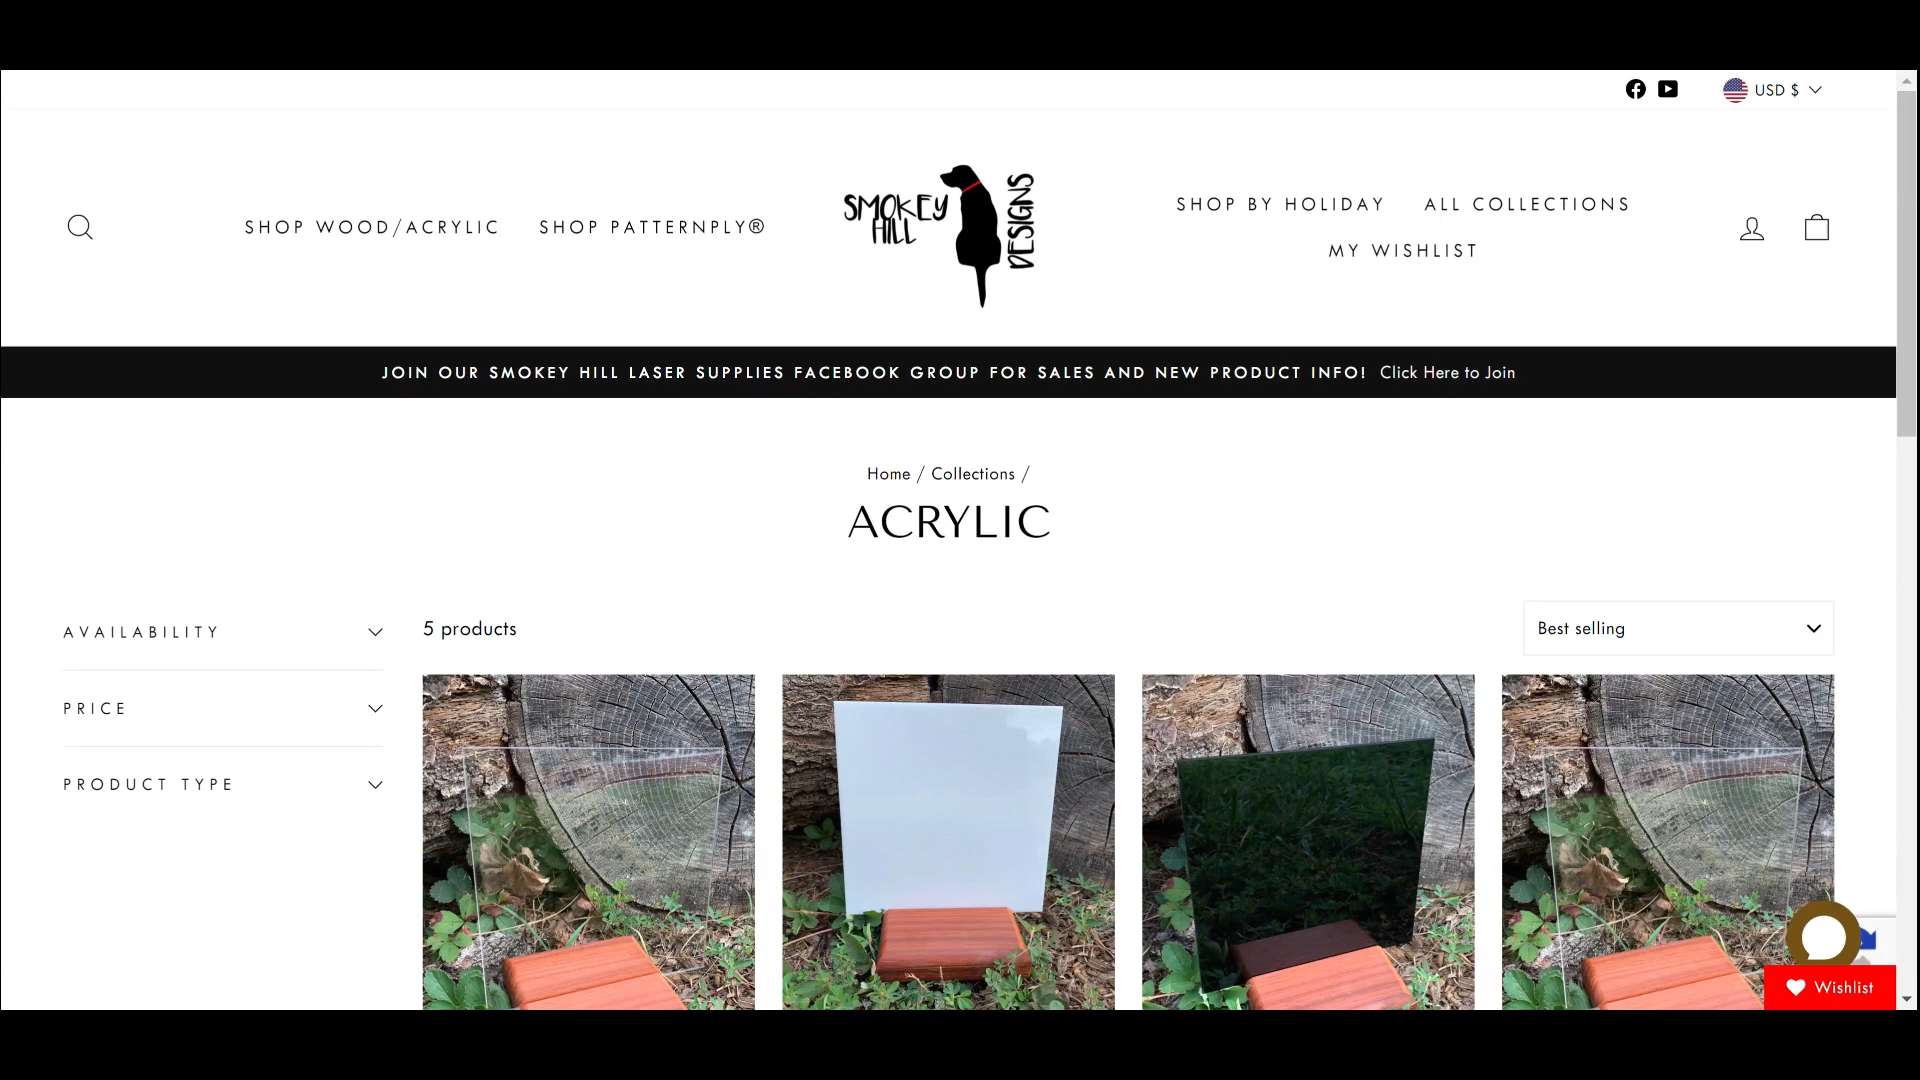 USD $
SHOP WOOD/ACRYLIC
SHOP PATTERNPLY®
SMOKEY
HILL
DESIGNS
SHOP BY HOLIDAY
ALL COLLECTIONS
MY WISHLIST
JOIN OUR SMOKEY HILL LASER SUPPLIES FACEBOOK GROUP FOR SALES AND NEW PRODUCT INFO! Click Here to Join
Home / Collections /
ACRYLIC
AVAILABILITY
PRICE
PRODUCT TYPE
5 products
Best selling
Wishlist